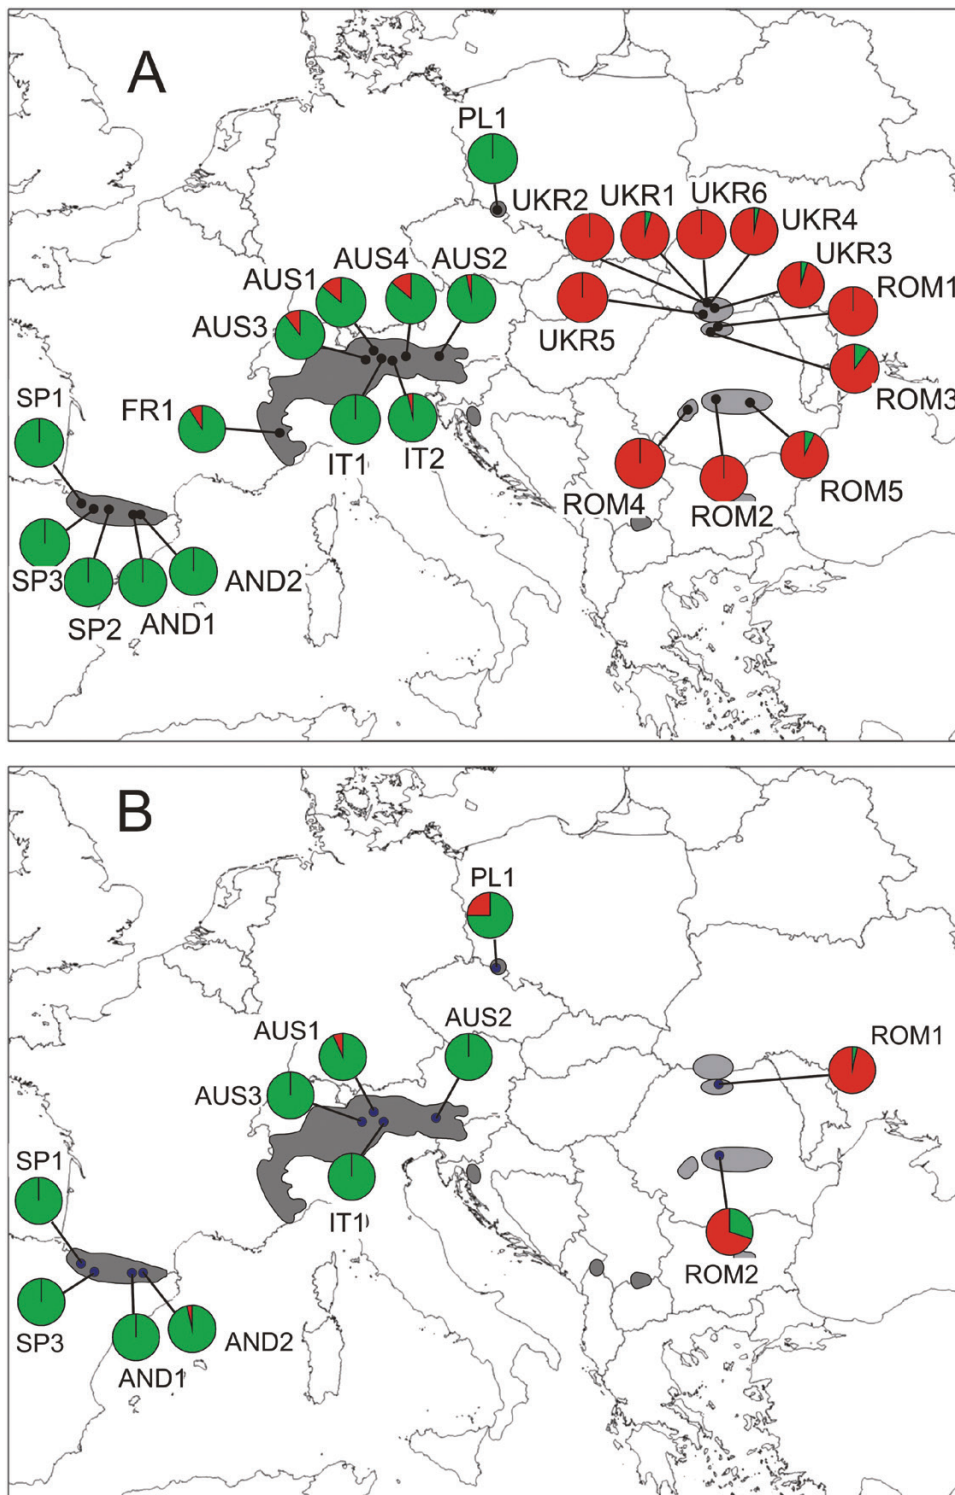 A
PL1
UKR2
UKR1
UKR6
UKR4
UKR3
ROM1
UKR5
ROM3
AUS1
AUS4
AUS2
AUS3
FR1
IT1
IT2
SP1
ROM4
ROM2
ROM5
SP3
SP2
AND1
AND2
B
PL1
AUS1
AUS2
AUS3
ROM1
IT1
SP1
ROM2
SP3
AND1
AND2